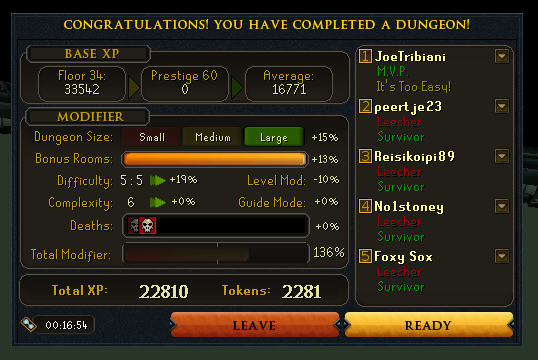 CONGRATULATIONS! YOU HAVE COMPLETED A DUNGEON!
BASE XP
Floor 34: 33542
Prestige 60 0
Average: 16771
MODIFIER
Dungeon Size: Small Medium Large +15%
Bonus Rooms: +13%
Difficulty: 5:5 +19% Level Mod: -10%
Complexity: 6 +0% Guide Mode: +0%
Deaths: +0%
Total Modifier: 136%
Total XP: 22810 Tokens: 2281
00:16:54
LEAVE
READY
1 JoeTribiani
M.V.P.
It's Too Easy!
2 peertje23
Leecher
Survivor
3 Reisikoipi89
Leecher
Survivor
4 No1stoney
Leecher
Survivor
5 Foxy Sox
Leecher
Survivor